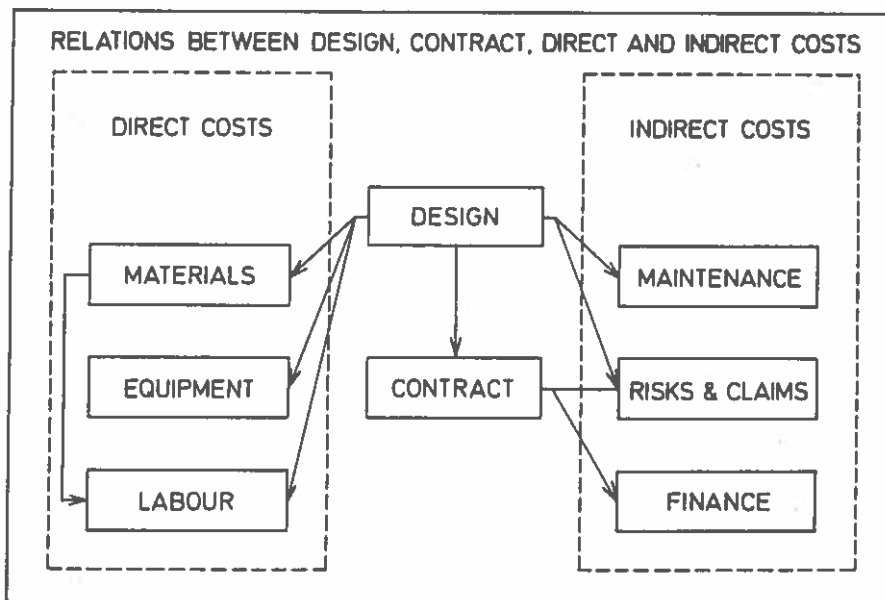 RELATIONS BETWEEN DESIGN, CONTRACT, DIRECT AND INDIRECT COSTS
DIRECT COSTS
INDIRECT COSTS
DESIGN
MATERIALS
MAINTENANCE
EQUIPMENT
CONTRACT
RISKS & CLAIMS
LABOUR
FINANCE